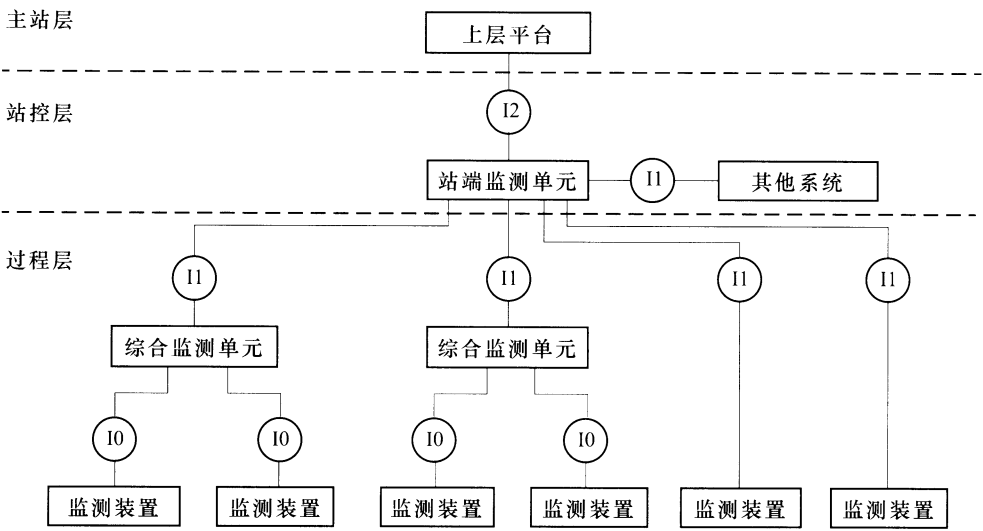 主站层
上层平台
站控层
I2
站端监测单元
I1
其他系统
过程层
I1
I1
I1
I1
综合监测单元
综合监测单元
I0
I0
I0
I0
监测装置
监测装置
监测装置
监测装置
监测装置
监测装置